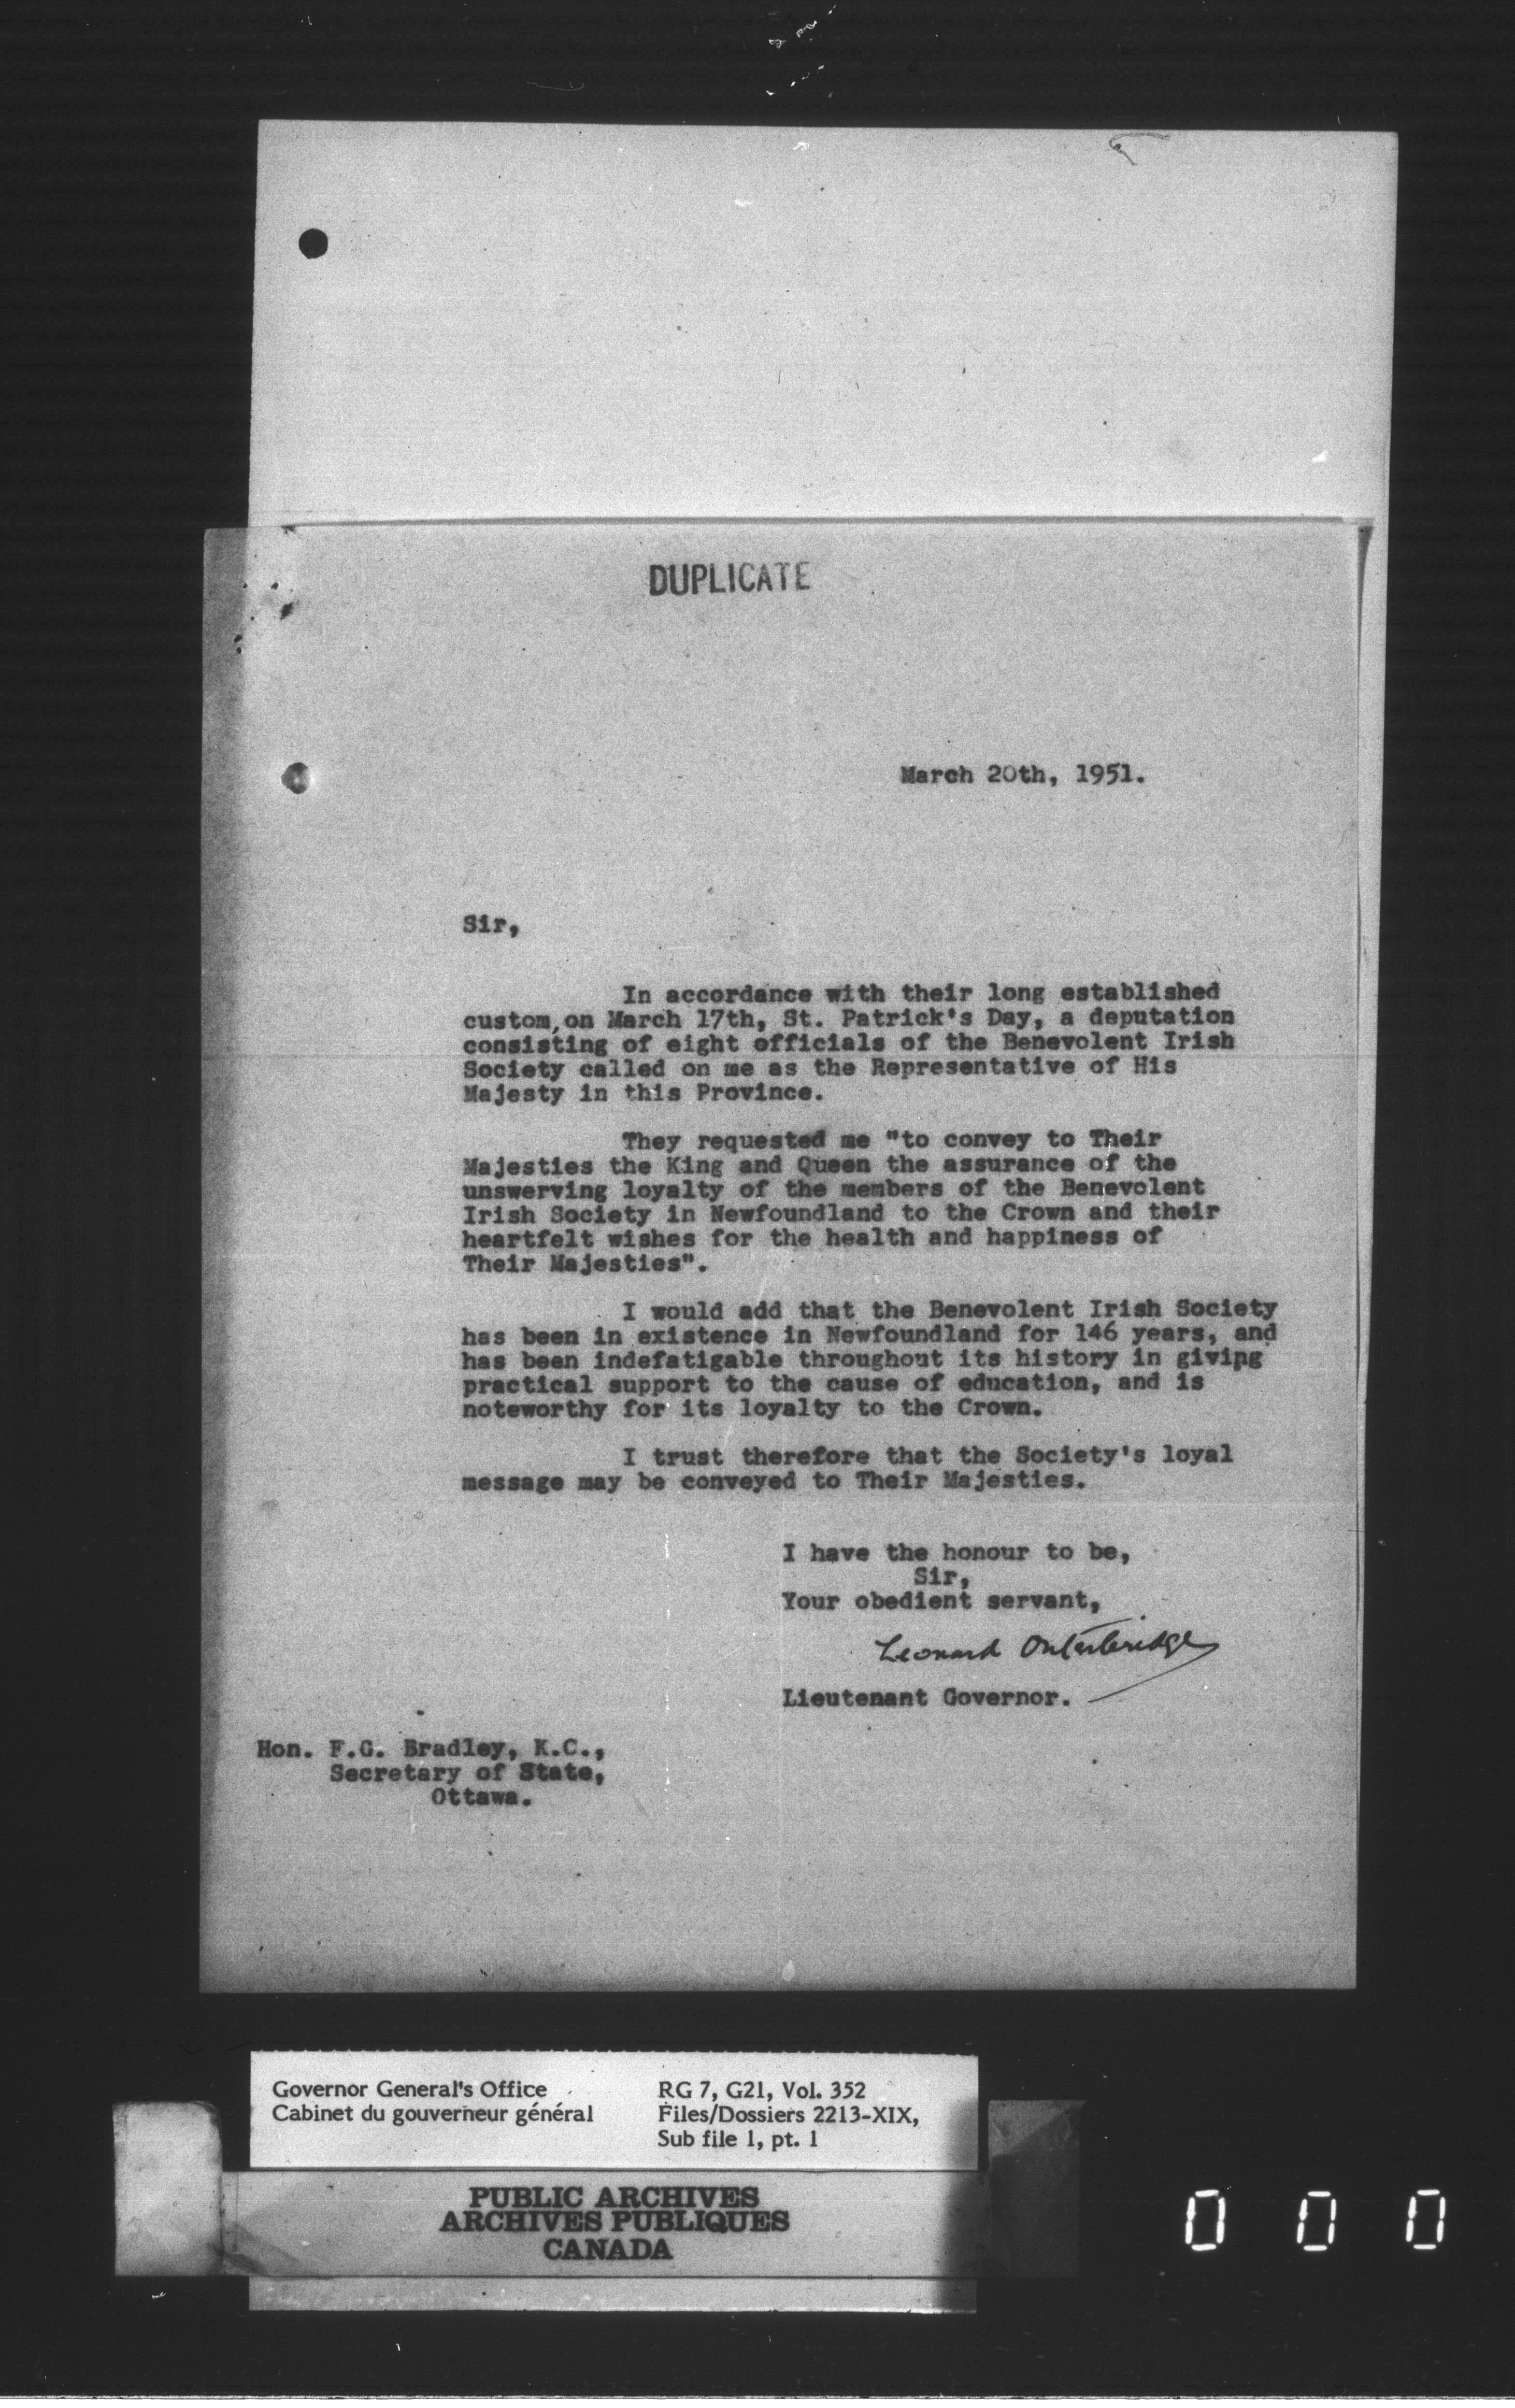 DUPLICATE
March 20th, 1951.
Sir,
In accordance with their long established
custom, on March 17th, St. Patrick's Day, a deputation
consisting of eight officials of the Benevolent Irish
Society called on me as the Representative of His
Majesty in this Province.
They requested me "to convey to Their
Majesties the King and Queen the assurance of the
unswerving loyalty of the members of the Benevolent
Irish Society in Newfoundland to the Crown and their
heartfelt wishes for the health and happiness of
Their Majesties".
I would add that the Benevolent Irish Society
has been in existence in Newfoundland for 146 years, and
has been indefatigable throughout its history in giving
practical support to the cause of education, and is
noteworthy for its loyalty to the Crown.
I trust therefore that the Society's loyal
message may be conveyed to Their Majesties.
I have the honour to be,
Sir,
Your obedient servant,
Leonard Outerbridge
Lieutenant Governor.
Hon. F.G. Bradley, K.C.,
Secretary of State,
Ottawa.
Governor General's Office RG 7, G21, Vol. 352
Cabinet du gouverneur général Files/Dossiers 2213-XIX,
Sub file 1, pt. 1
PUBLIC ARCHIVES
ARCHIVES PUBLIQUES
CANADA
0 0 0